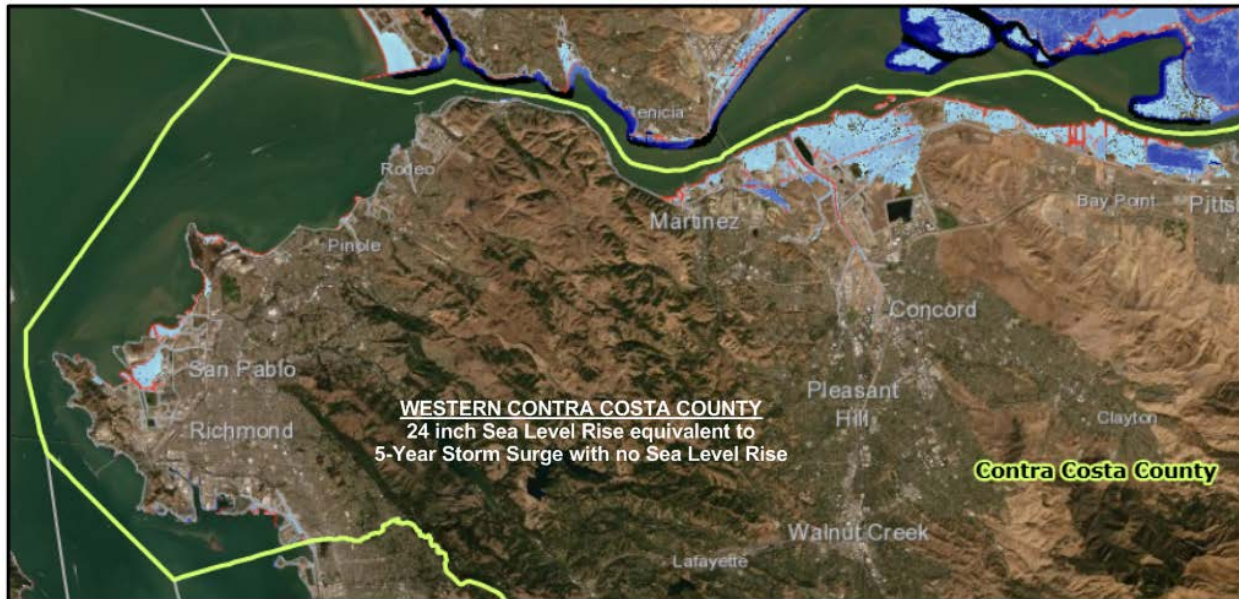 Benicia
Rodeo
Martinez
Bay Point
Pitts
Pinole
Concord
San Pablo
Pleasant
Hill
Clayton
Richmond
WESTERN CONTRA COSTA COUNTY
24 inch Sea Level Rise equivalent to
5-Year Storm Surge with no Sea Level Rise
Contra Costa County
Walnut Creek
Lafayette